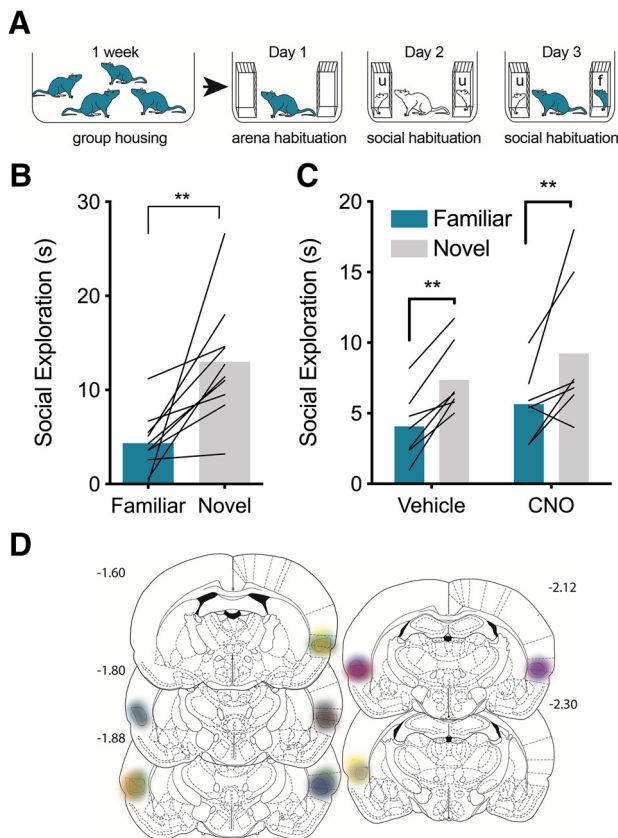 A
1 week
Day 1
Day 2
Day 3
u
u
u
f
group housing
arena habituation
social habituation
social habituation
B
Social Exploration (s)
30
20
10
0
**
Familiar
Novel
C
Social Exploration (s)
20
15
10
5
0
Familiar
Novel
**
**
Vehicle
CNO
D
-1.60
-1.80
-1.88
-2.12
-2.30